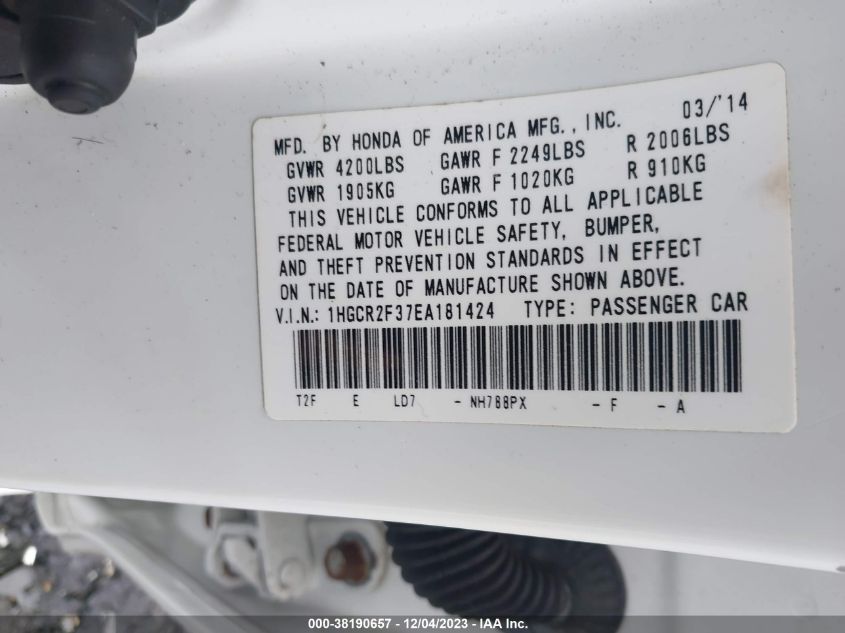 MFD. BY HONDA OF AMERICA MFG., INC. 03/'14
GVWR 4200LBS GAWR F 2249LBS R 2006LBS
GVWR 1905KG GAWR F 1020KG R 910KG
THIS VEHICLE CONFORMS TO ALL APPLICABLE
FEDERAL MOTOR VEHICLE SAFETY, BUMPER,
AND THEFT PREVENTION STANDARDS IN EFFECT
ON THE DATE OF MANUFACTURE SHOWN ABOVE.
V.I.N.: 1HGCR2F37EA181424 TYPE: PASSENGER CAR
T2F E LD7 - NH788PX - F - A
000-38190657 - 12/04/2023 - IAA Inc.